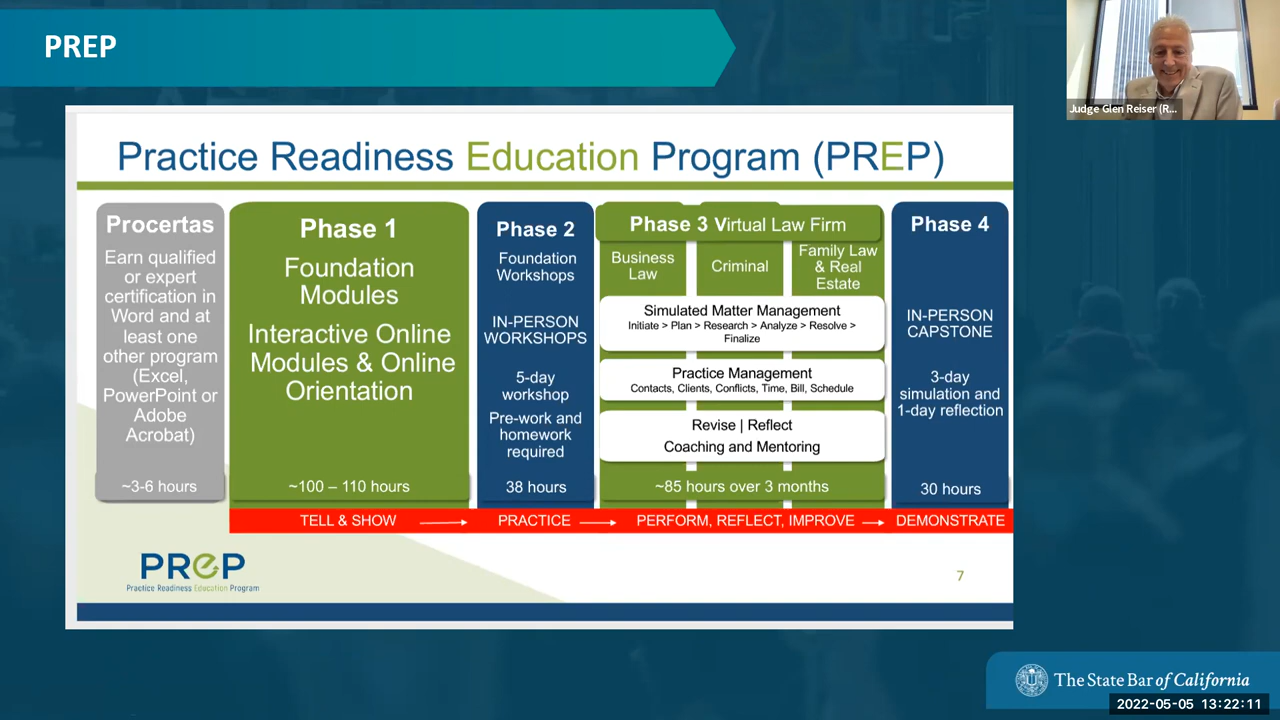 PREP
Judge Glen Reiser (R...
Practice Readiness Education Program (PREP)
Procertas
Earn qualified
or expert
certification in
Word and at
least one
other program
(Excel,
PowerPoint or
Adobe
Acrobat)
~3-6 hours
Phase 1
Foundation
Modules
Interactive Online
Modules & Online
Orientation
~100 – 110 hours
Phase 2
Foundation
Workshops
IN-PERSON
WORKSHOPS
5-day
workshop
Pre-work and
homework
required
38 hours
Phase 3 Virtual Law Firm
Business
Law
Criminal
Family Law
& Real
Estate
Simulated Matter Management
Initiate > Plan > Research > Analyze > Resolve >
Finalize
Practice Management
Contacts, Clients, Conflicts, Time, Bill, Schedule
Revise | Reflect
Coaching and Mentoring
~85 hours over 3 months
Phase 4
IN-PERSON
CAPSTONE
3-day
simulation and
1-day reflection
30 hours
TELL & SHOW
PRACTICE
PERFORM, REFLECT, IMPROVE
DEMONSTRATE
PREP
Practice Readiness Education Program
7
The State Bar of California
2022-05-05 13:22:11